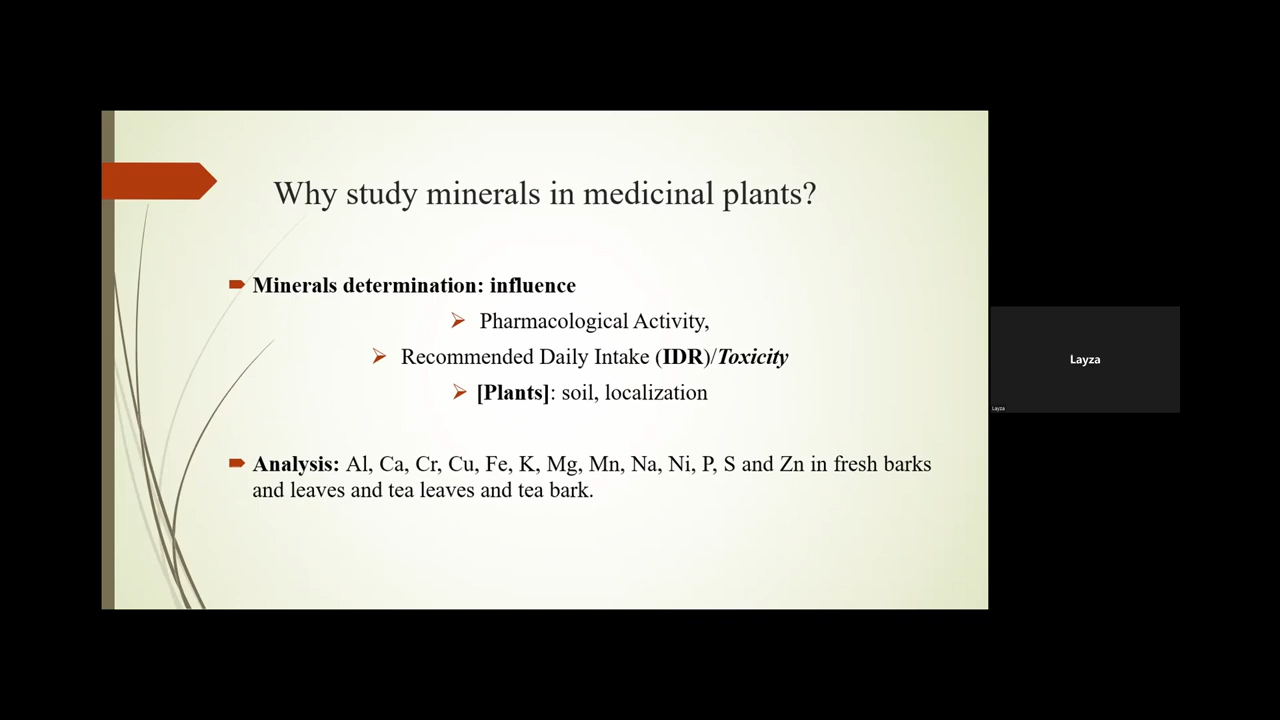 Why study minerals in medicinal plants?
Minerals determination: influence
Pharmacological Activity,
Recommended Daily Intake (IDR)/Toxicity
[Plants]: soil, localization
Analysis: Al, Ca, Cr, Cu, Fe, K, Mg, Mn, Na, Ni, P, S and Zn in fresh barks
and leaves and tea leaves and tea bark.
Layza
Layza